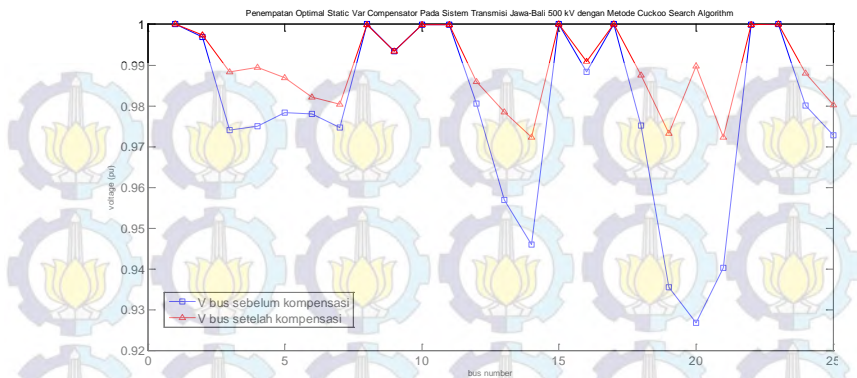 Penempatan Optimal Static Var Compensator Pada Sistem Transmisi Jawa-Bali 500 kV dengan Metode Cuckoo Search Algorithm
1
0.99
0.98
0.97
0.96
0.95
0.94
0.93
0.92
voltage (pu)
V bus sebelum kompensasi
V bus setelah kompensasi
0 5 10 15 20 25
bus number